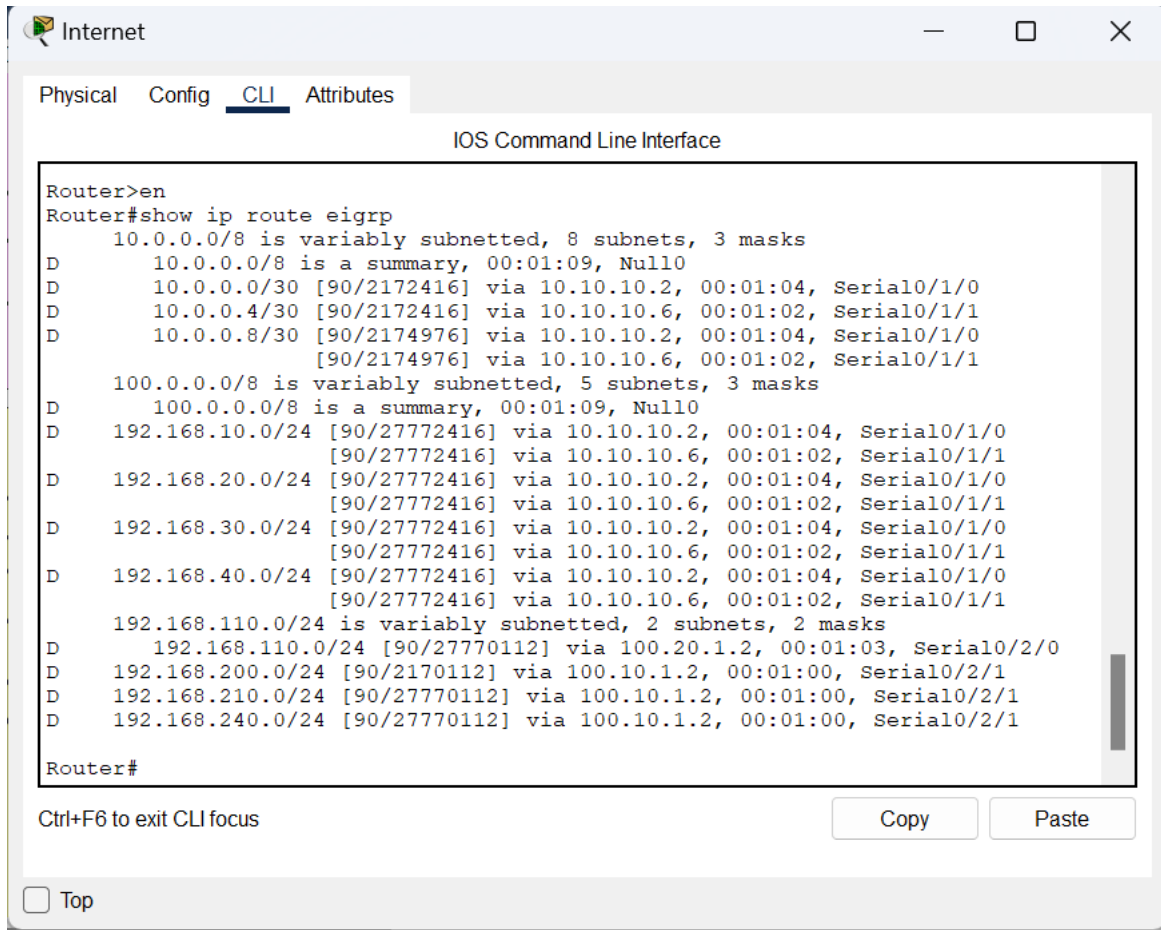 Internet
Physical Config CLI Attributes
IOS Command Line Interface
Router>en
Router#show ip route eigrp
     10.0.0.0/8 is variably subnetted, 8 subnets, 3 masks
D       10.0.0.0/8 is a summary, 00:01:09, Null0
D       10.0.0.0/30 [90/2172416] via 10.10.10.2, 00:01:04, Serial0/1/0
D       10.0.0.4/30 [90/2172416] via 10.10.10.6, 00:01:02, Serial0/1/1
D       10.0.0.8/30 [90/2174976] via 10.10.10.2, 00:01:04, Serial0/1/0
                    [90/2174976] via 10.10.10.6, 00:01:02, Serial0/1/1
     100.0.0.0/8 is variably subnetted, 5 subnets, 3 masks
D       100.0.0.0/8 is a summary, 00:01:09, Null0
D    192.168.10.0/24 [90/27772416] via 10.10.10.2, 00:01:04, Serial0/1/0
                     [90/27772416] via 10.10.10.6, 00:01:02, Serial0/1/1
D    192.168.20.0/24 [90/27772416] via 10.10.10.2, 00:01:04, Serial0/1/0
                     [90/27772416] via 10.10.10.6, 00:01:02, Serial0/1/1
D    192.168.30.0/24 [90/27772416] via 10.10.10.2, 00:01:04, Serial0/1/0
                     [90/27772416] via 10.10.10.6, 00:01:02, Serial0/1/1
D    192.168.40.0/24 [90/27772416] via 10.10.10.2, 00:01:04, Serial0/1/0
                     [90/27772416] via 10.10.10.6, 00:01:02, Serial0/1/1
     192.168.110.0/24 is variably subnetted, 2 subnets, 2 masks
D       192.168.110.0/24 [90/27770112] via 100.20.1.2, 00:01:03, Serial0/2/0
D    192.168.200.0/24 [90/2170112] via 100.10.1.2, 00:01:00, Serial0/2/1
D    192.168.210.0/24 [90/27770112] via 100.10.1.2, 00:01:00, Serial0/2/1
D    192.168.240.0/24 [90/27770112] via 100.10.1.2, 00:01:00, Serial0/2/1
Router#
Ctrl+F6 to exit CLI focus Copy Paste
Top